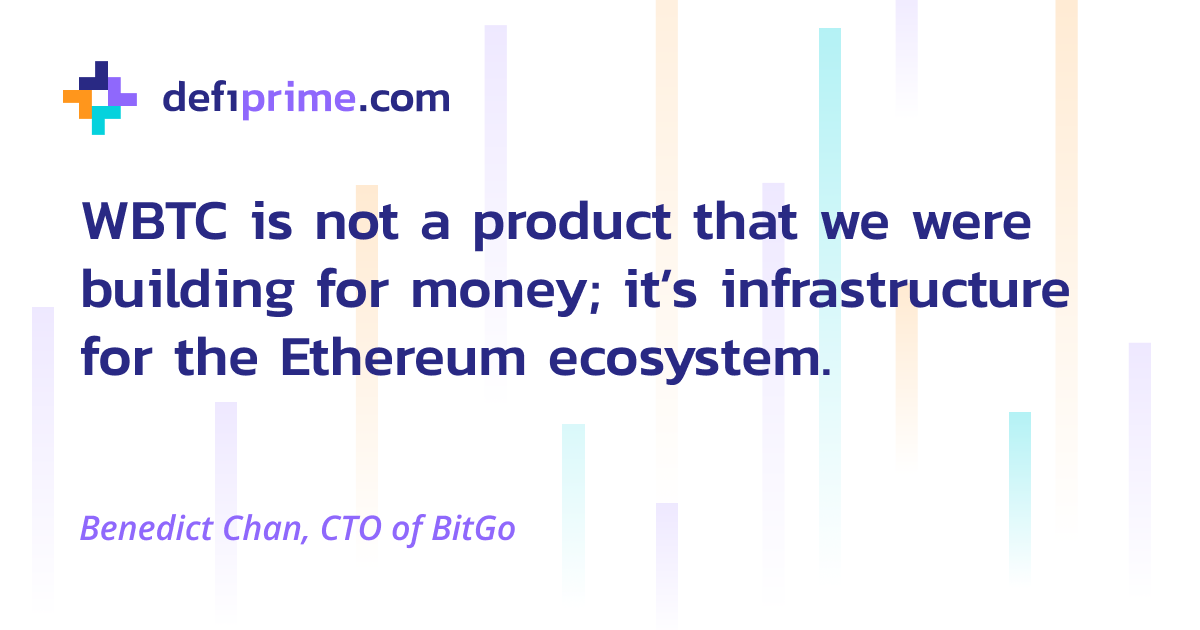 defiprime.com
WBTC is not a product that we were
building for money; it’s infrastructure
for the Ethereum ecosystem.
Benedict Chan, CTO of BitGo